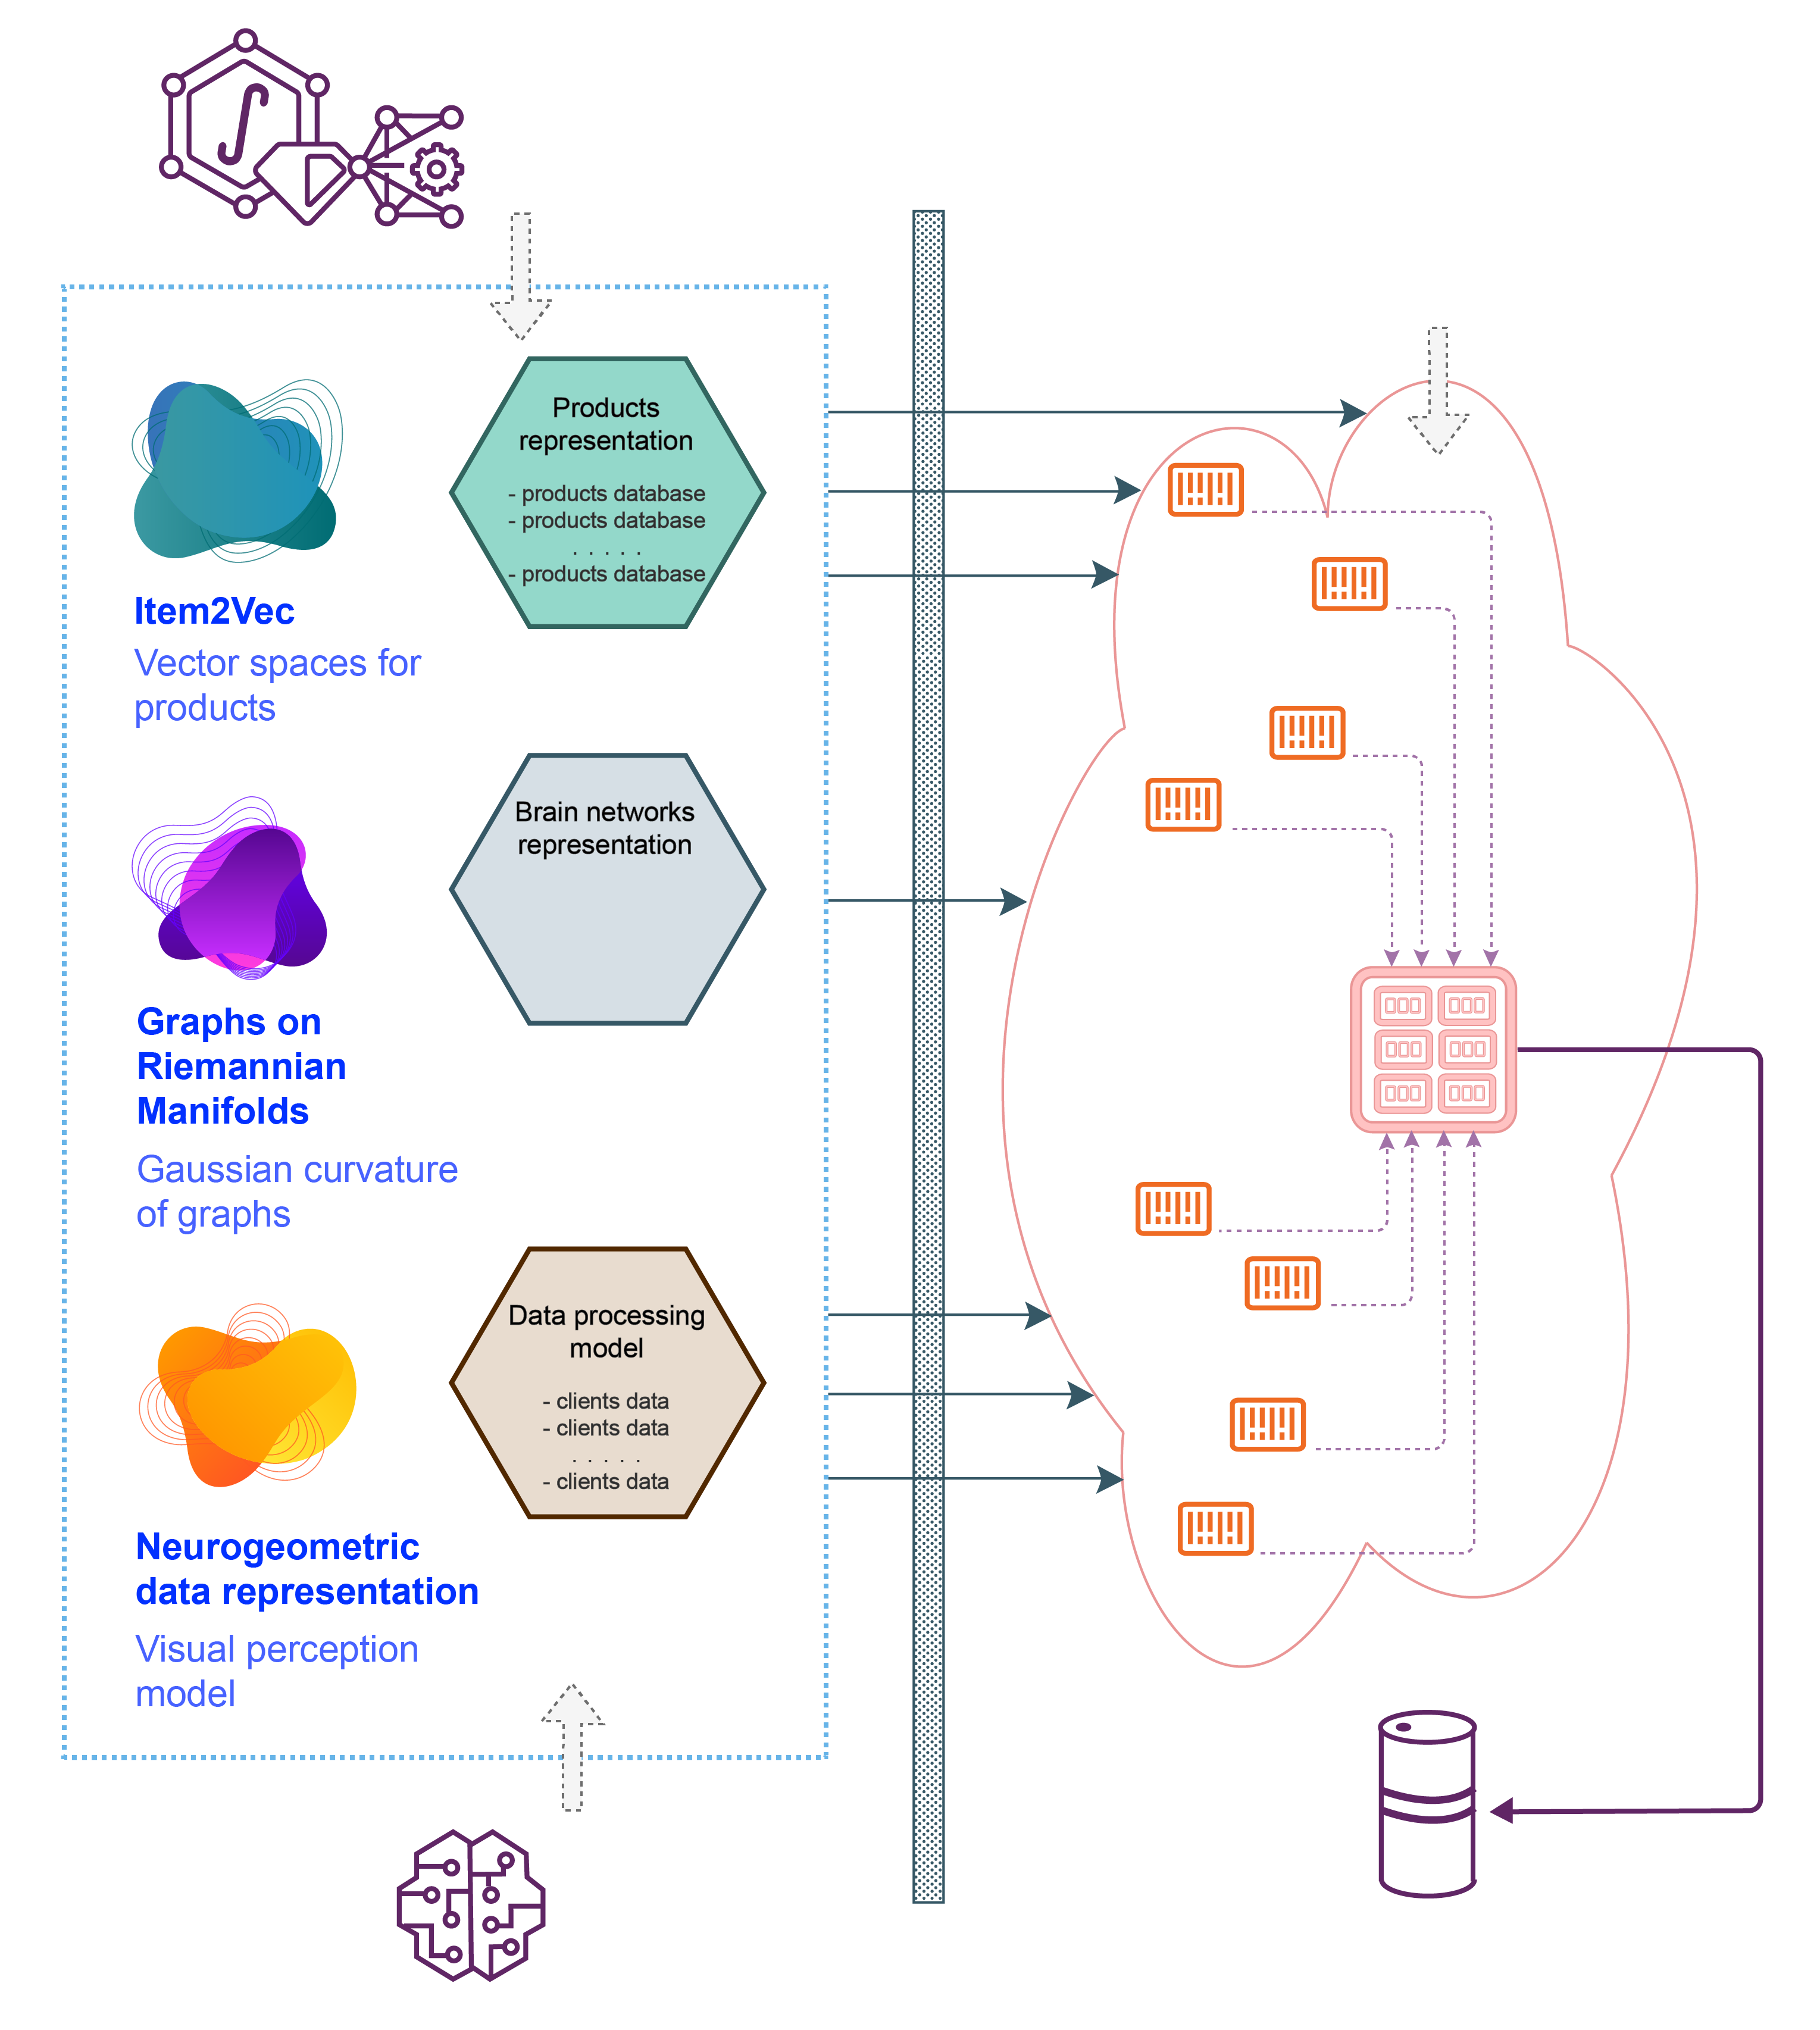 Products
representation
- products database
- products database
. . . . .
- products database
Item2Vec
Vector spaces for
products
Brain networks
representation
Graphs on
Riemannian
Manifolds
Gaussian curvature
of graphs
Data processing
model
- clients data
- clients data
. . . . .
- clients data
Neurogeometric
data representation
Visual perception
model